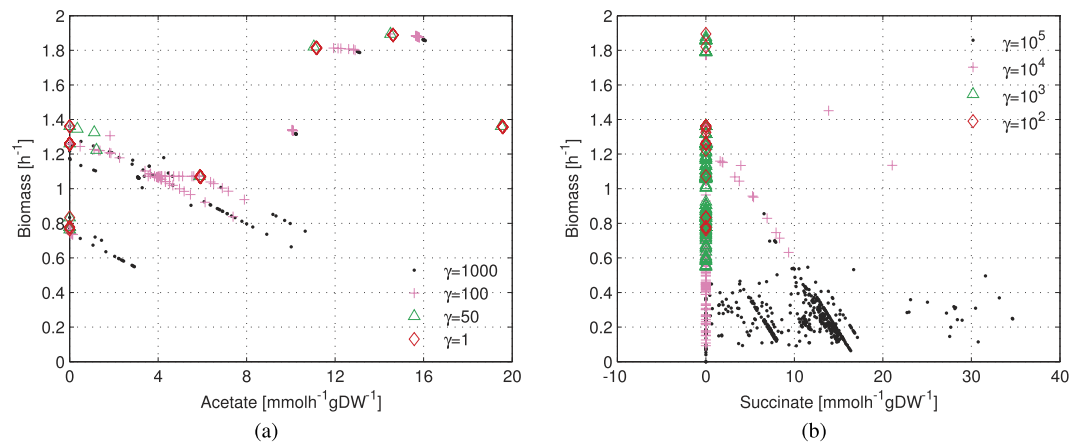 2
1.8
1.6
1.4
1.2
1
0.8
0.6
0.4
0.2
0
Biomass [h⁻¹]
γ=1000
γ=100
γ=50
γ=1
0 4 8 12 16 20
Acetate [mmolh⁻¹gDW⁻¹]
(a)
2
1.8
1.6
1.4
1.2
1
0.8
0.6
0.4
0.2
0
Biomass [h⁻¹]
γ=10⁵
γ=10⁴
γ=10³
γ=10²
-10 0 10 20 30 40
Succinate [mmolh⁻¹gDW⁻¹]
(b)